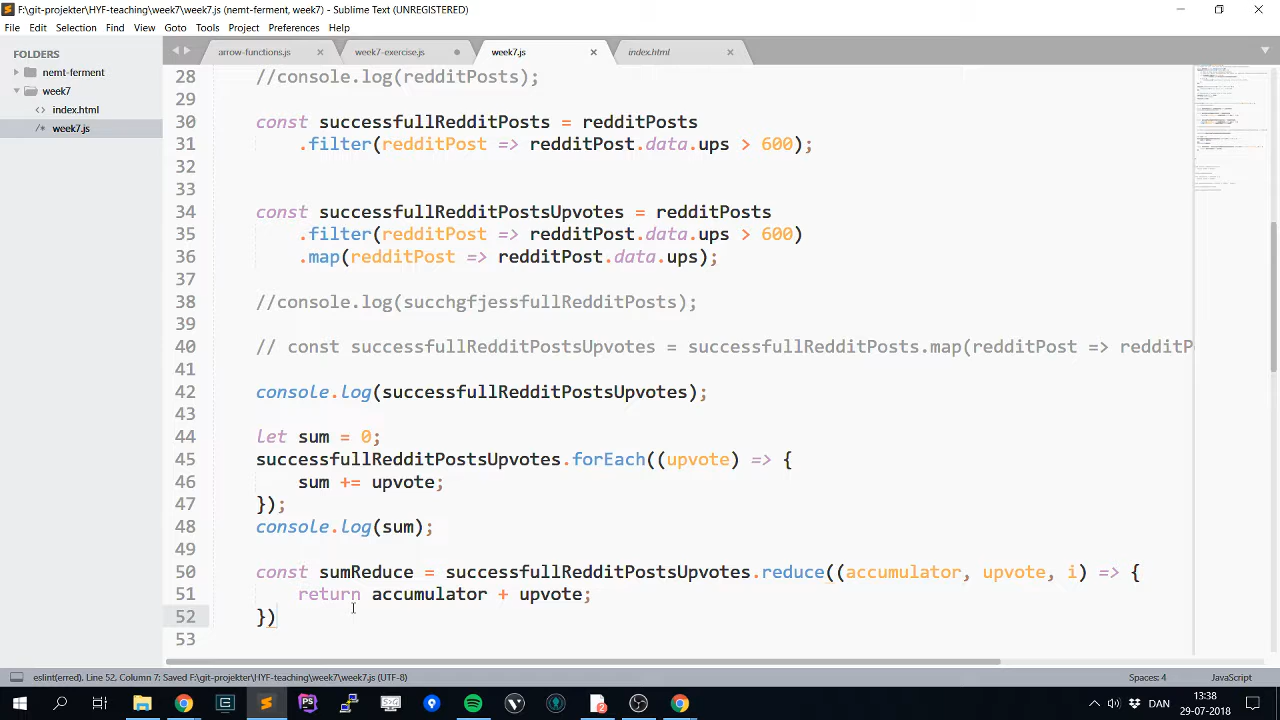 F:\git-projekter\HYF-teaching\week7\week7.js (nemt-ferment, week7) - Sublime Text (UNREGISTERED)
File Edit Selection Find View Goto Tools Project Preferences Help
FOLDERS
nemt-ferment
week7
<> index.html
/* week7.js
arrow-functions.js
week7-exercise.js
week7.js
index.html
28 //console.log(redditPosts);
29
30 const successfullRedditPosts = redditPosts
31 .filter(redditPost => redditPost.data.ups > 600);
32
33
34 const successfullRedditPostsUpvotes = redditPosts
35 .filter(redditPost => redditPost.data.ups > 600)
36 .map(redditPost => redditPost.data.ups);
37
38 //console.log(succhgfjessfullRedditPosts);
39
40 // const successfullRedditPostsUpvotes = successfullRedditPosts.map(redditPost => redditP
41
42 console.log(successfullRedditPostsUpvotes);
43
44 let sum = 0;
45 successfullRedditPostsUpvotes.forEach((upvote) => {
46 sum += upvote;
47 });
48 console.log(sum);
49
50 const sumReduce = successfullRedditPostsUpvotes.reduce((accumulator, upvote, i) => {
51 return accumulator + upvote;
52 })
53
eslint(erred), Line 52, Column 7; Saved F:\git-projekter\HYF-teaching\week7\week7.js (UTF-8)
Spaces: 4
JavaScript
DAN
13:38
29-07-2018